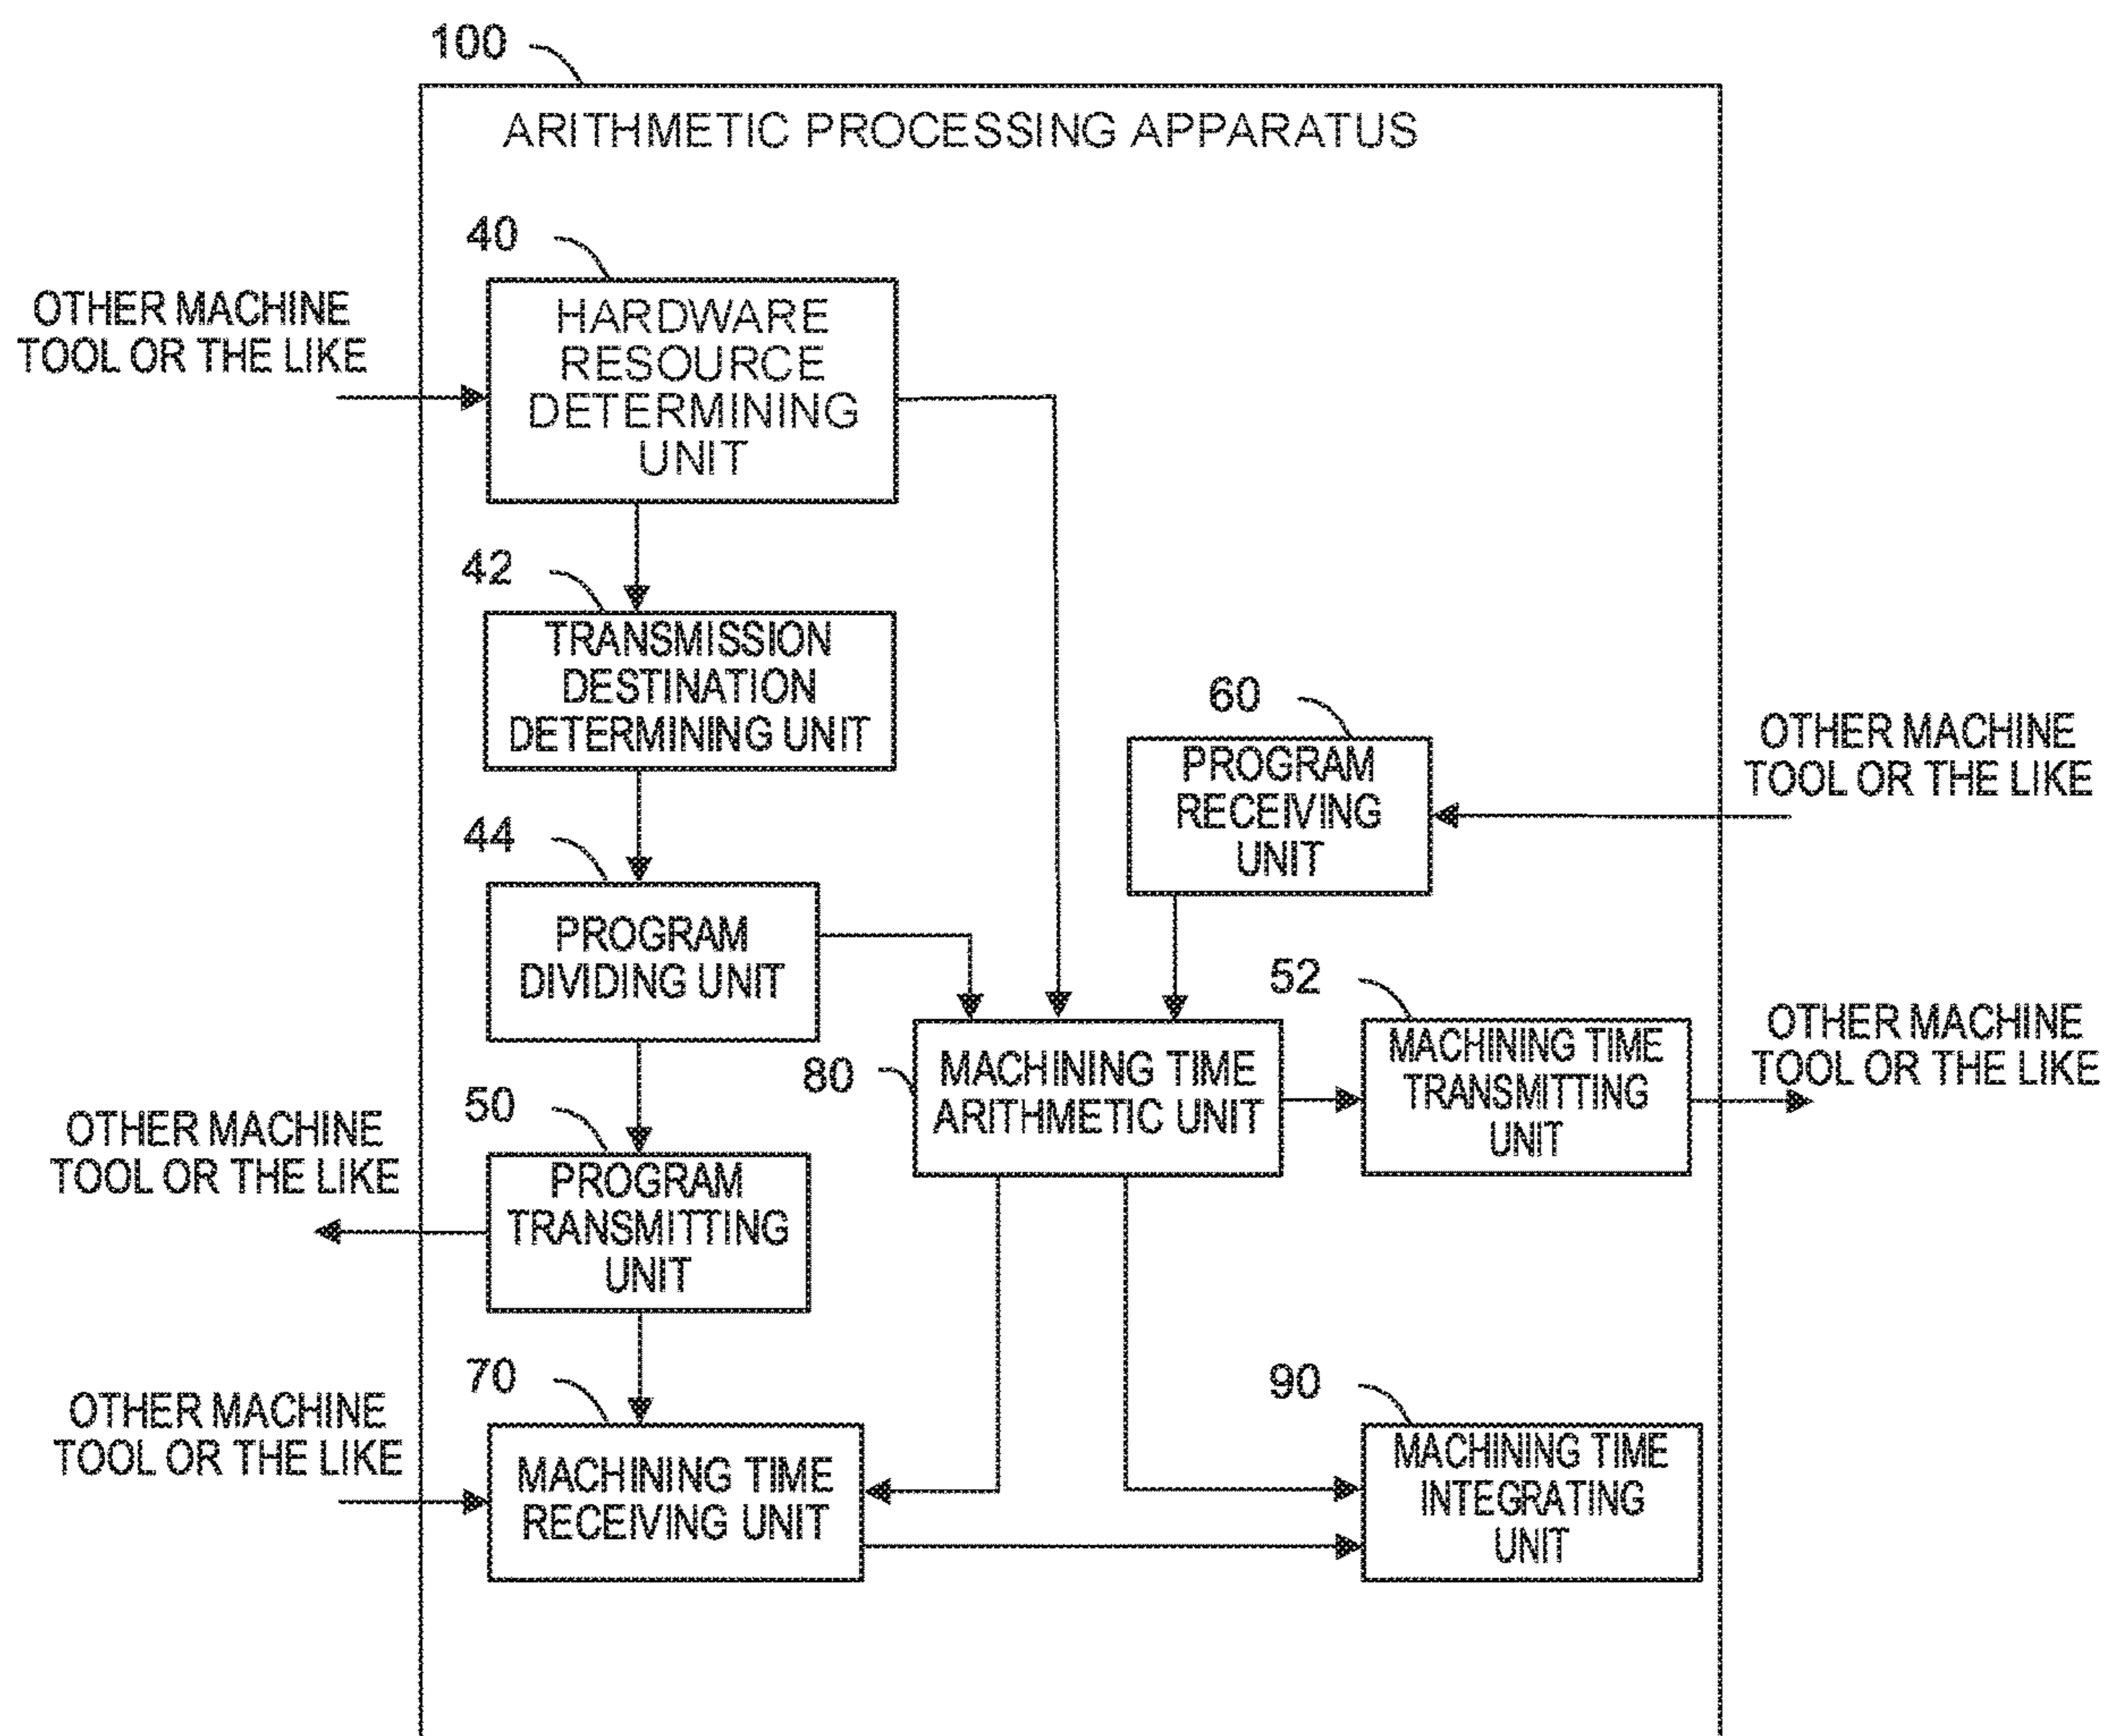 100
ARITHMETIC PROCESSING APPARATUS
40
OTHER MACHINE
TOOL OR THE LIKE
HARDWARE
RESOURCE
DETERMINING
UNIT
42
TRANSMISSION
DESTINATION
DETERMINING UNIT
60
PROGRAM
RECEIVING
UNIT
OTHER MACHINE
TOOL OR THE LIKE
44
PROGRAM
DIVIDING UNIT
80
MACHINING TIME
ARITHMETIC UNIT
52
MACHINING TIME
TRANSMITTING
UNIT
OTHER MACHINE
TOOL OR THE LIKE
50
OTHER MACHINE
TOOL OR THE LIKE
PROGRAM
TRANSMITTING
UNIT
70
OTHER MACHINE
TOOL OR THE LIKE
MACHINING TIME
RECEIVING UNIT
90
MACHINING TIME
INTEGRATING
UNIT